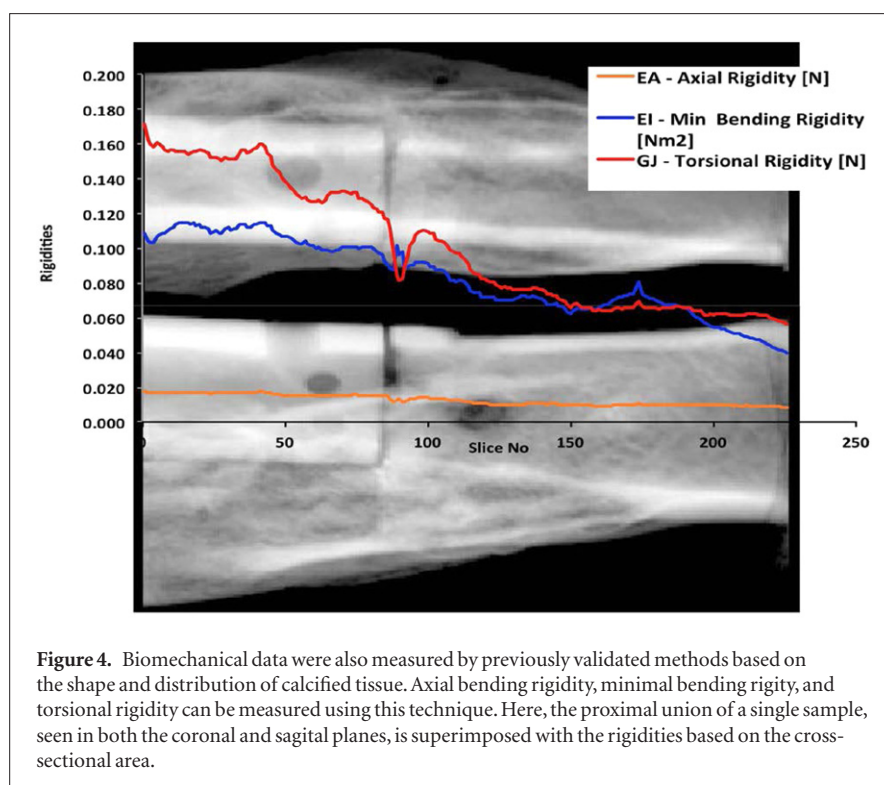 0.200
0.180
0.160
0.140
0.120
0.100
0.080
0.060
0.040
0.020
0.000
Rigidities
EA - Axial Rigidity [N]
EI - Min Bending Rigidity
[Nm2]
GJ - Torsional Rigidity [N]
0
50
100
150
200
250
Slice No
Figure 4. Biomechanical data were also measured by previously validated methods based on
the shape and distribution of calcified tissue. Axial bending rigidity, minimal bending rigity, and
torsional rigidity can be measured using this technique. Here, the proximal union of a single sample,
seen in both the coronal and sagital planes, is superimposed with the rigidities based on the cross-
sectional area.